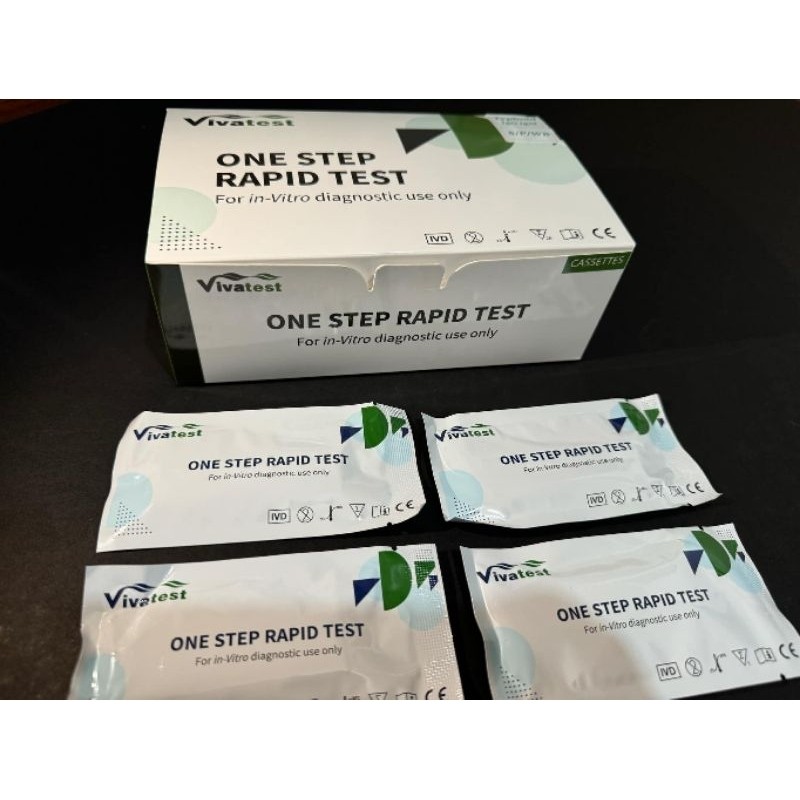 Vivatest
S/P/WB
ONE STEP
RAPID TEST
For in-Vitro diagnostic use only
IVD
CE
CASSETTES
Vivatest
ONE STEP RAPID TEST
For in-Vitro diagnostic use only
Vivatest
ONE STEP RAPID TEST
For in-Vitro diagnostic use only
IVD
CE
Vivatest
ONE STEP RAPID TEST
For in-Vitro diagnostic use only
IVD
CE
Vivatest
ONE STEP RAPID TEST
For in-Vitro diagnostic use only
CE
Vivatest
ONE STEP RAPID TEST
For in-Vitro diagnostic use only
IVD
CE